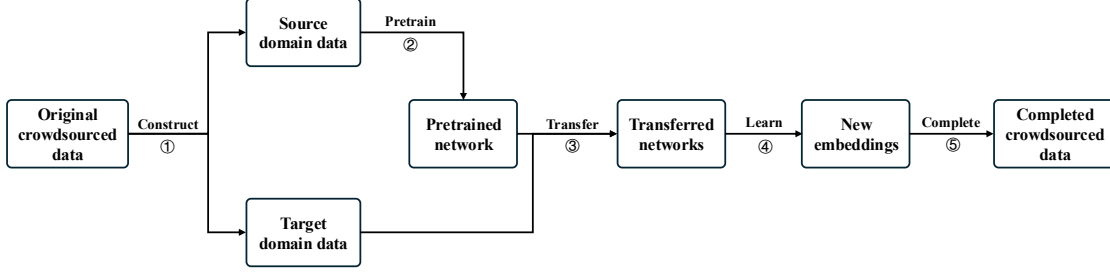 Original
crowdsourced
data
Construct
①
Source
domain data
Pretrain
②
Target
domain data
Pretrained
network
Transfer
③
Transferred
networks
Learn
④
New
embeddings
Complete
⑤
Completed
crowdsourced
data